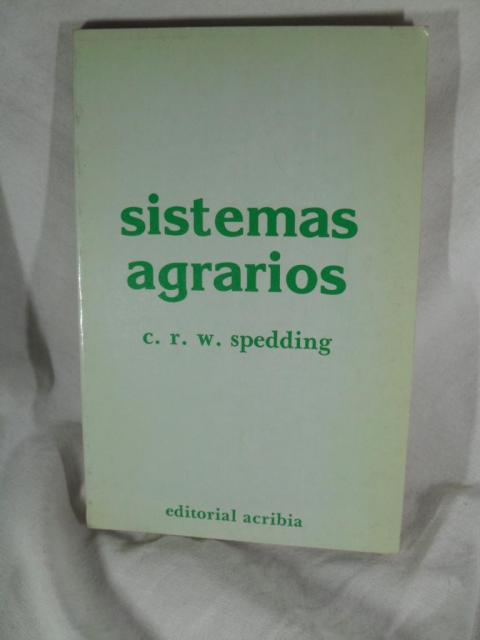 sistemas
agrarios
c. r. w. spedding
editorial acribia